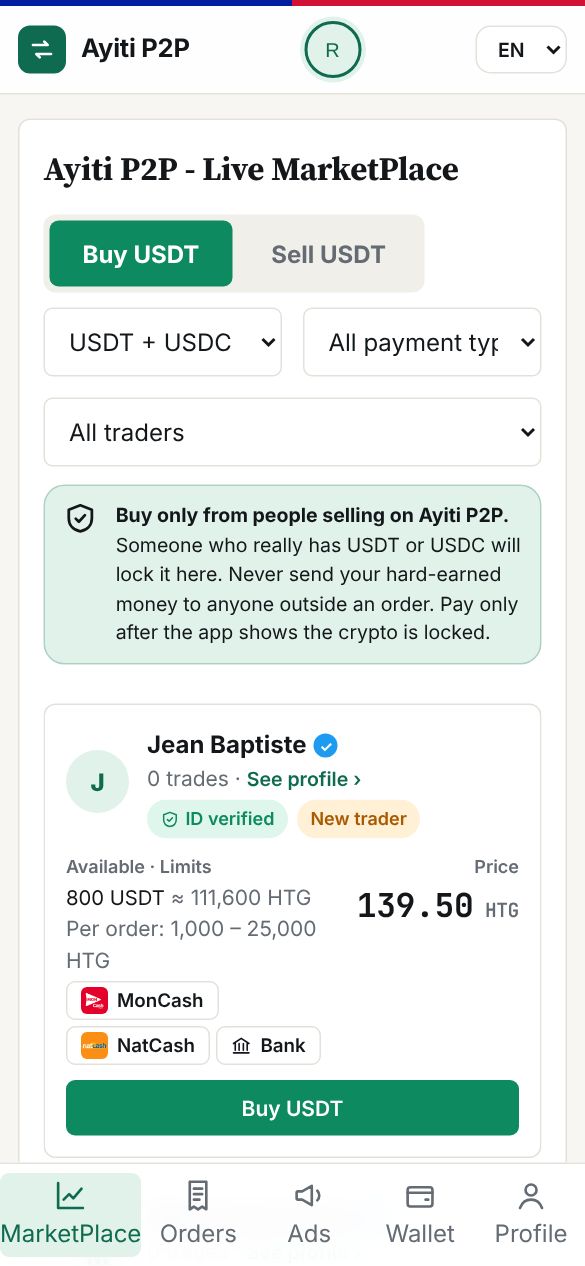 Ayiti P2P
R
EN
Ayiti P2P - Live MarketPlace
Buy USDT
Sell USDT
USDT + USDC
All payment typ
All traders
Buy only from people selling on Ayiti P2P.
Someone who really has USDT or USDC will
lock it here. Never send your hard-earned
money to anyone outside an order. Pay only
after the app shows the crypto is locked.
J
Jean Baptiste
0 trades · See profile ›
ID verified
New trader
Available · Limits
Price
800 USDT ≈ 111,600 HTG
139.50 HTG
Per order: 1,000 – 25,000
HTG
MonCash
NatCash
Bank
Buy USDT
MarketPlace
Orders
Ads
Wallet
Profile